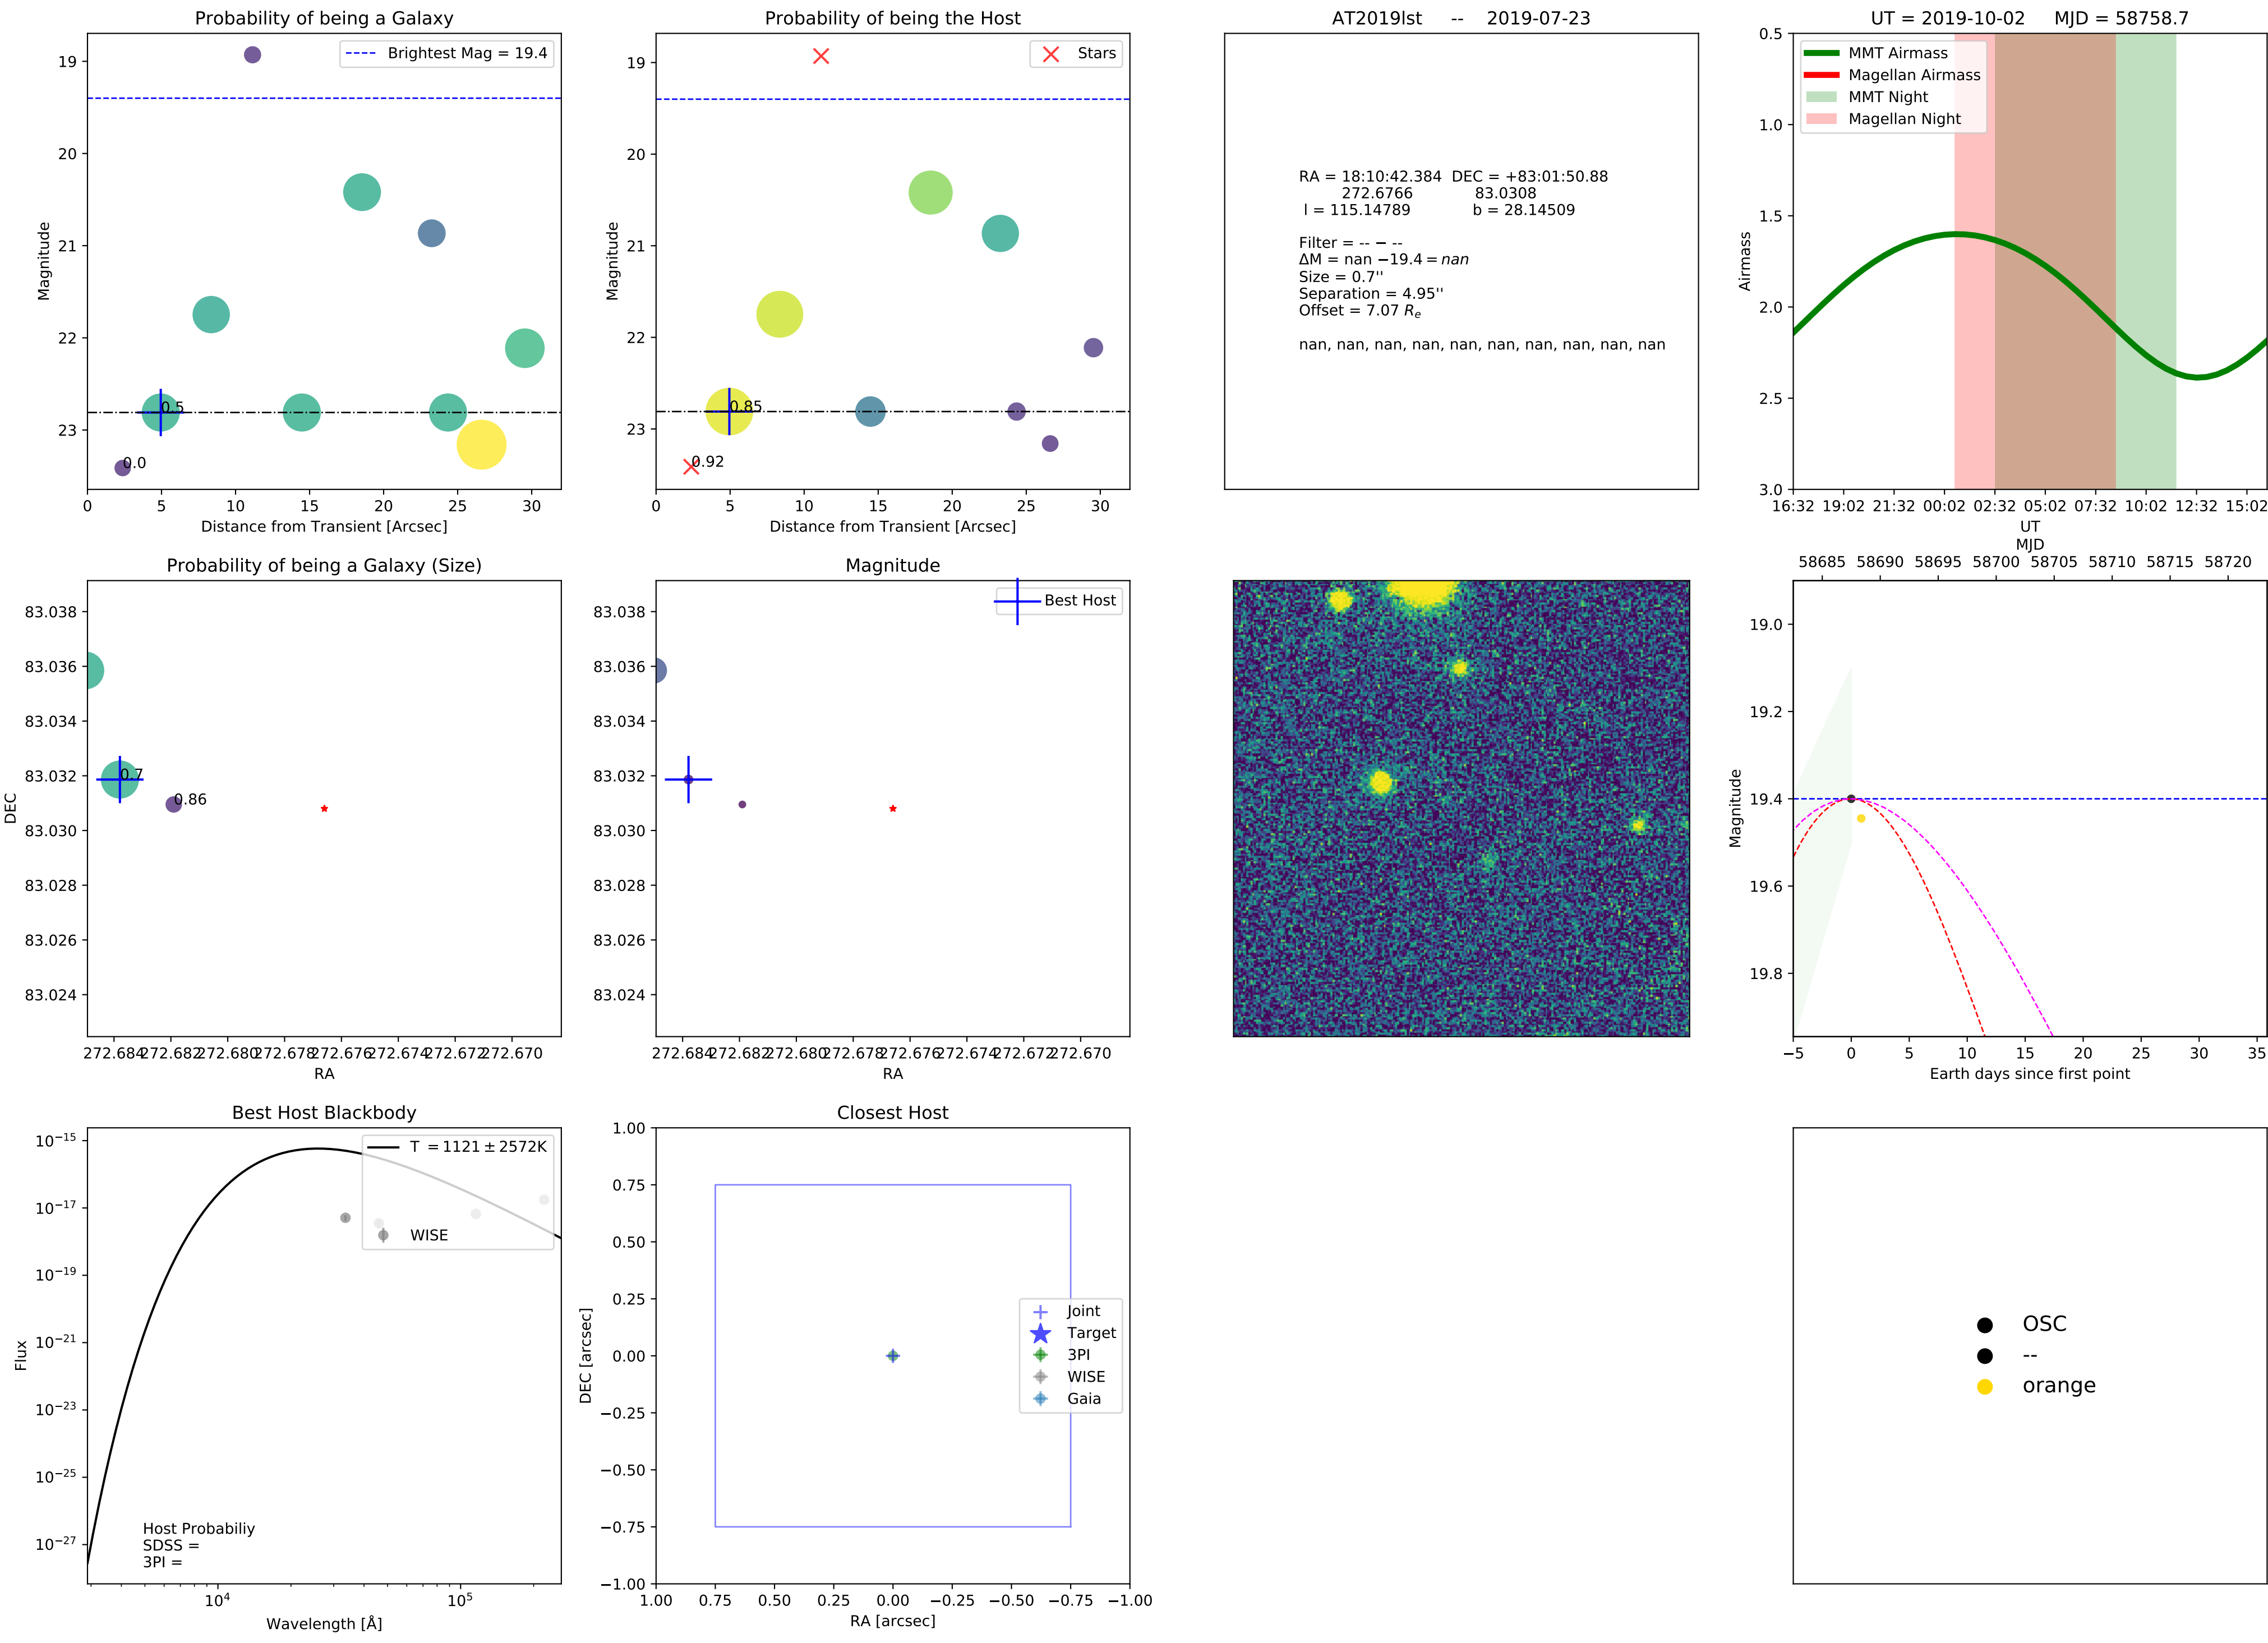 Probability of being a Galaxy
Brightest Mag = 19.4
19
20
21
22
23
Magnitude
0.5
0.0
0 5 10 15 20 25 30
Distance from Transient [Arcsec]
Probability of being the Host
Stars
19
20
21
22
23
Magnitude
0.85
0.92
0 5 10 15 20 25 30
Distance from Transient [Arcsec]
AT2019lst -- 2019-07-23
RA = 18:10:42.384 DEC = +83:01:50.88
272.6766 83.0308
l = 115.14789 b = 28.14509
Filter = -- − --
ΔM = nan −19.4 = nan
Size = 0.7''
Separation = 4.95''
Offset = 7.07 Re
nan, nan, nan, nan, nan, nan, nan, nan, nan, nan
UT = 2019-10-02 MJD = 58758.7
MMT Airmass
Magellan Airmass
MMT Night
Magellan Night
0.5
1.0
1.5
2.0
2.5
3.0
Airmass
16:32 19:02 21:32 00:02 02:32 05:02 07:32 10:02 12:32 15:02
UT
Probability of being a Galaxy (Size)
83.038
83.036
83.034
83.032
83.030
83.028
83.026
83.024
DEC
0.7
0.86
272.684 272.682 272.680 272.678 272.676 272.674 272.672 272.670
RA
Magnitude
Best Host
83.038
83.036
83.034
83.032
83.030
83.028
83.026
83.024
272.684 272.682 272.680 272.678 272.676 272.674 272.672 272.670
RA
MJD
58685 58690 58695 58700 58705 58710 58715 58720
19.0
19.2
19.4
19.6
19.8
Magnitude
−5 0 5 10 15 20 25 30 35
Earth days since first point
Best Host Blackbody
T = 1121 ± 2572K
WISE
10−15
10−17
10−19
10−21
10−23
10−25
10−27
Flux
Host Probabiliy
SDSS =
3PI =
10^4 10^5
Wavelength [Å]
Closest Host
1.00
0.75
0.50
0.25
0.00
−0.25
−0.50
−0.75
−1.00
DEC [arcsec]
Joint
Target
3PI
WISE
Gaia
1.00 0.75 0.50 0.25 0.00 −0.25 −0.50 −0.75 −1.00
RA [arcsec]
OSC
--
orange